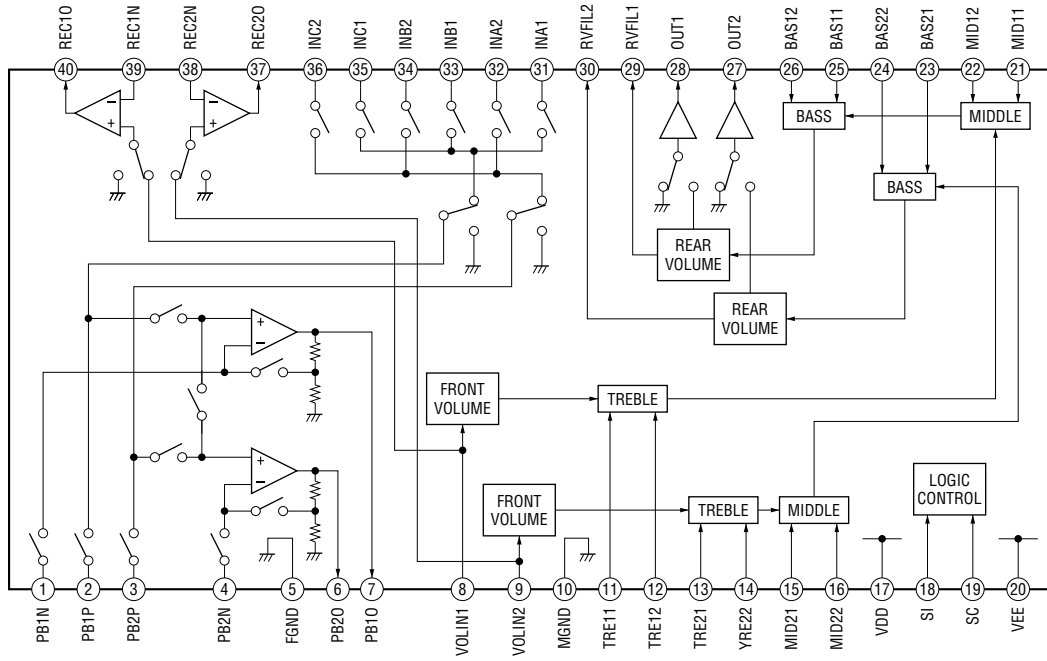 REC1O
REC1N
REC2N
REC2O
INC2
INC1
INB2
INB1
INA2
INA1
RVFIL2
RVFIL1
OUT1
OUT2
BAS12
BAS11
BAS22
BAS21
MID12
MID11
40
39
38
37
36
35
34
33
32
31
30
29
28
27
26
25
24
23
22
21
− + − +
BASS
MIDDLE
BASS
REAR
VOLUME
REAR
VOLUME
+ −
FRONT
VOLUME
TREBLE
+ −
FRONT
VOLUME
TREBLE
MIDDLE
LOGIC
CONTROL
1
2
3
4
5
6
7
8
9
10
11
12
13
14
15
16
17
18
19
20
PB1N
PB1P
PB2P
PB2N
FGND
PB2O
PB1O
VOLIN1
VOLIN2
MGND
TRE11
TRE12
TRE21
YRE22
MID21
MID22
VDD
SI
SC
VEE